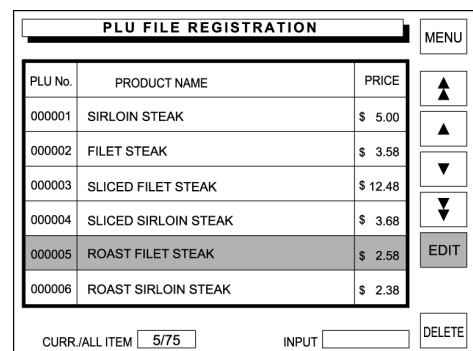 PLU FILE REGISTRATION
MENU
PLU No. PRODUCT NAME PRICE
000001 SIRLOIN STEAK $ 5.00
000002 FILET STEAK $ 3.58
000003 SLICED FILET STEAK $ 12.48
000004 SLICED SIRLOIN STEAK $ 3.68
000005 ROAST FILET STEAK $ 2.58
EDIT
000006 ROAST SIRLOIN STEAK $ 2.38
CURR./ALL ITEM 5/75 INPUT
DELETE